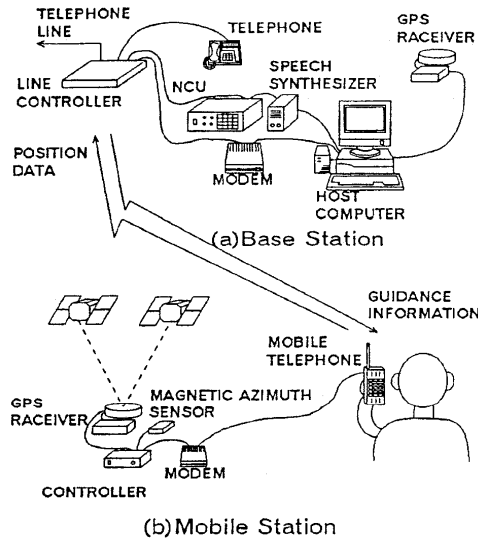 TELEPHONE
LINE
TELEPHONE
GPS
RACEIVER
LINE
CONTROLLER
NCU
SPEECH
SYNTHESIZER
POSITION
DATA
MODEM
HOST
COMPUTER
(a)Base Station
GUIDANCE
INFORMATION
MOBILE
TELEPHONE
GPS
RACEIVER
MAGNETIC AZIMUTH
SENSOR
MODEM
CONTROLLER
(b)Mobile Station